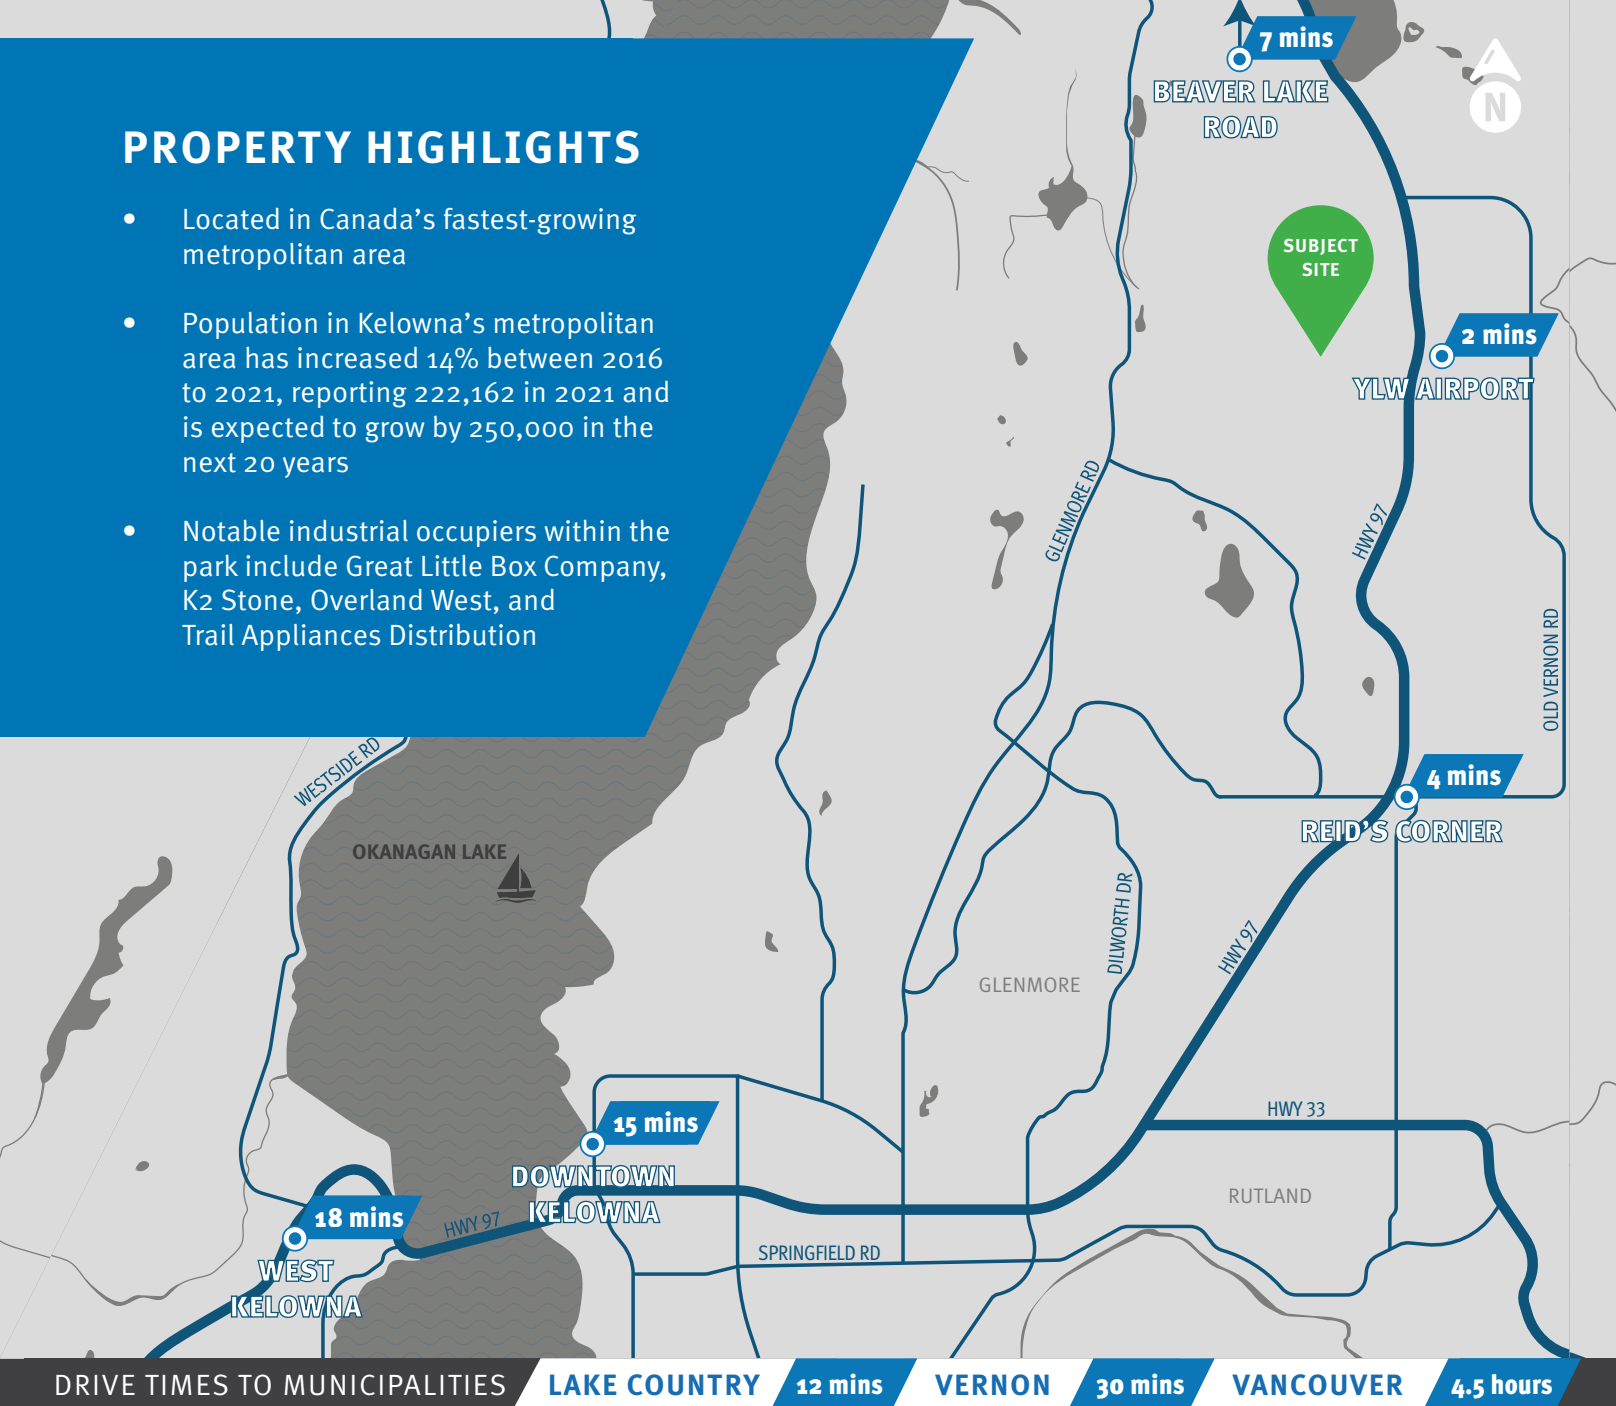 PROPERTY HIGHLIGHTS
• Located in Canada's fastest-growing
metropolitan area
• Population in Kelowna's metropolitan
area has increased 14% between 2016
to 2021, reporting 222,162 in 2021 and
is expected to grow by 250,000 in the
next 20 years
• Notable industrial occupiers within the
park include Great Little Box Company,
K2 Stone, Overland West, and
Trail Appliances Distribution
7 mins
BEAVER LAKE
ROAD
N
SUBJECT
SITE
2 mins
YLW AIRPORT
GLENMORE RD
HWY 97
OLD VERNON RD
WESTSIDE RD
4 mins
REID'S CORNER
OKANAGAN LAKE
DILWORTH DR
HWY 97
GLENMORE
15 mins
DOWNTOWN
KELOWNA
HWY 33
RUTLAND
18 mins
WEST
KELOWNA
HWY 97
SPRINGFIELD RD
DRIVE TIMES TO MUNICIPALITIES LAKE COUNTRY 12 mins VERNON 30 mins VANCOUVER 4.5 hours